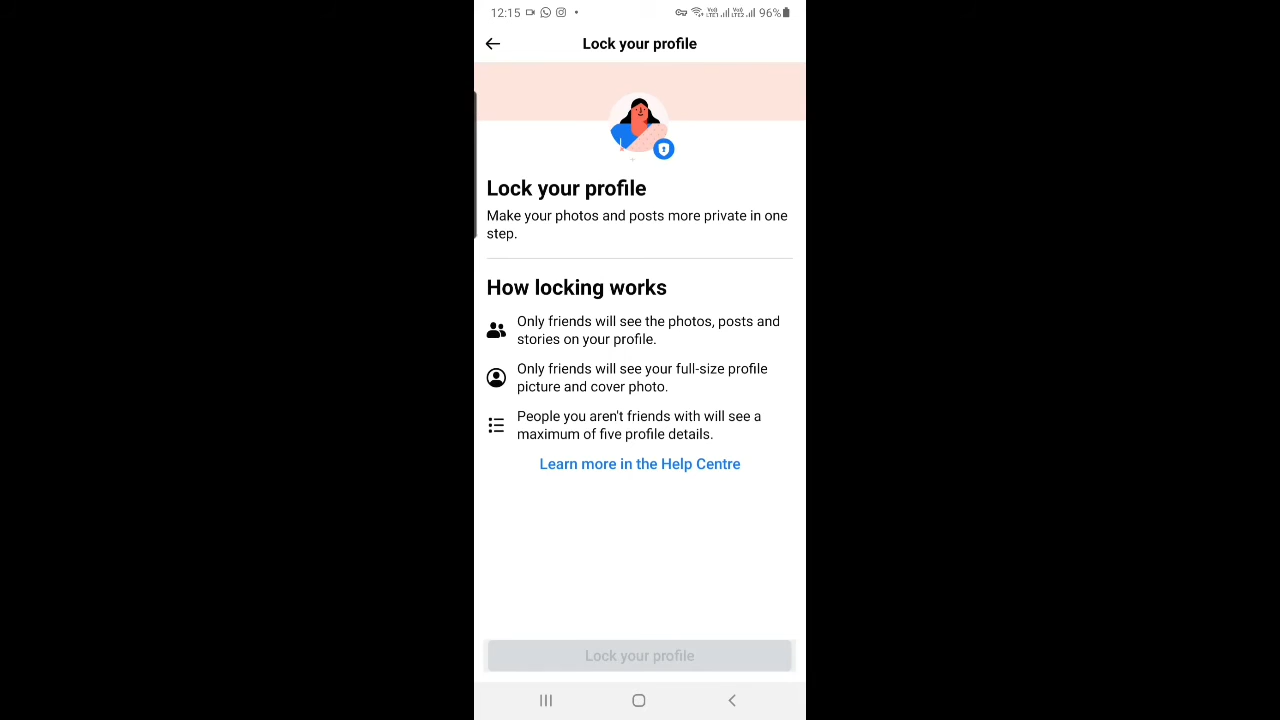 12:15
LTE1 LTE2 96%
Lock your profile
Lock your profile
Make your photos and posts more private in one
step.
How locking works
Only friends will see the photos, posts and
stories on your profile.
Only friends will see your full-size profile
picture and cover photo.
People you aren't friends with will see a
maximum of five profile details.
Learn more in the Help Centre
Lock your profile